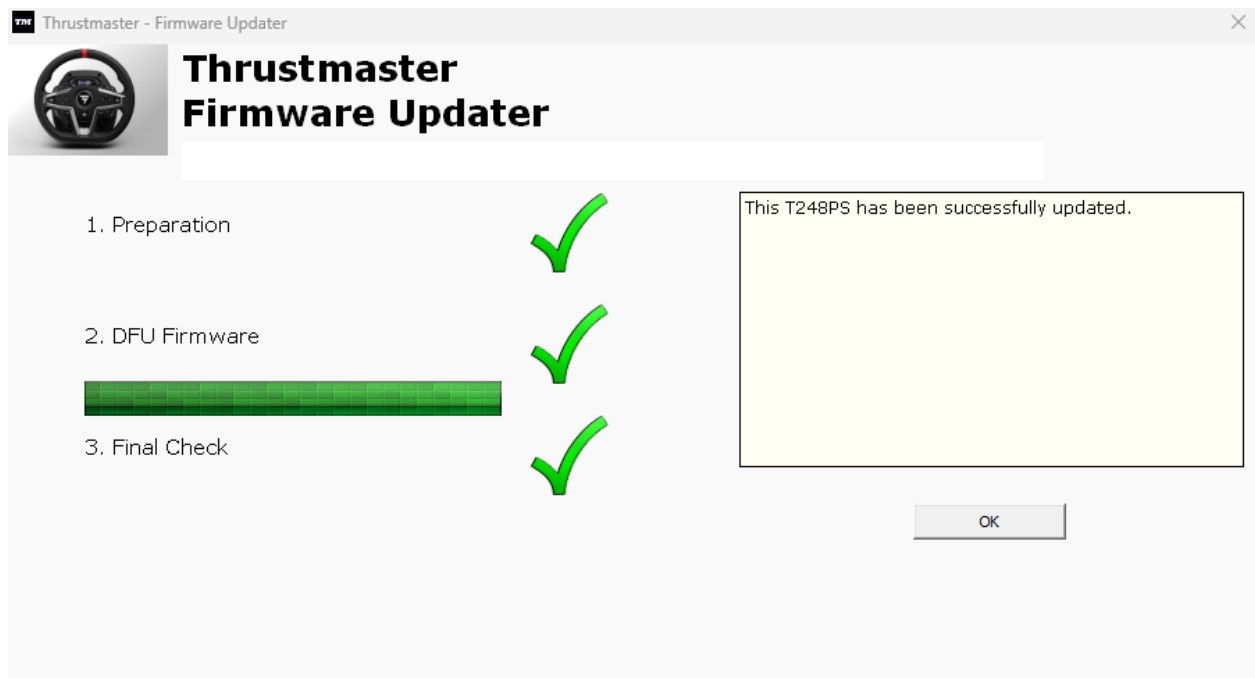 TM Thrustmaster - Firmware Updater
Thrustmaster
Firmware Updater
1. Preparation
This T248PS has been successfully updated.
2. DFU Firmware
3. Final Check
OK